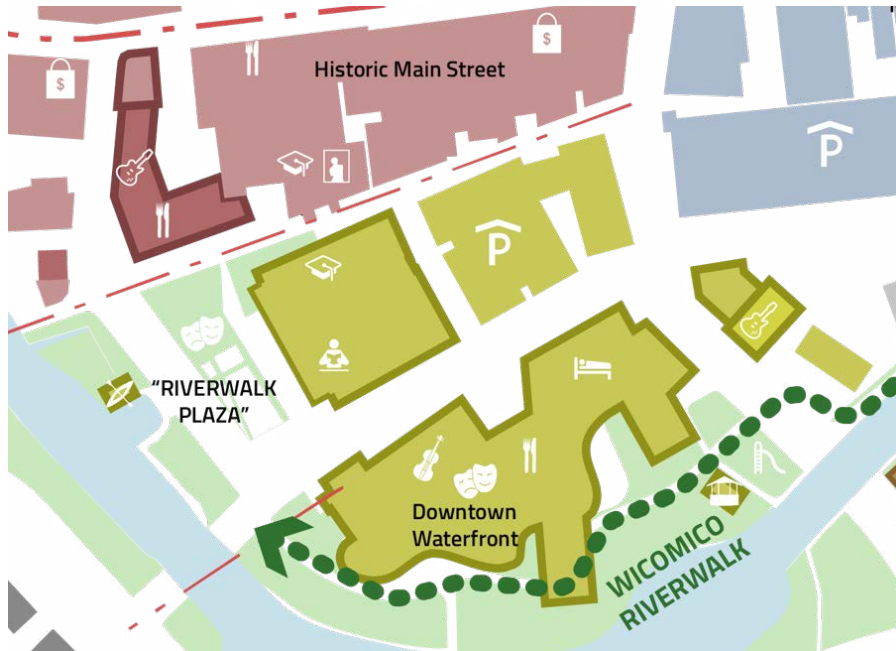 $
$
Historic Main Street
P
P
“RIVERWALK
PLAZA”
Downtown
Waterfront
WICOMICO
RIVERWALK